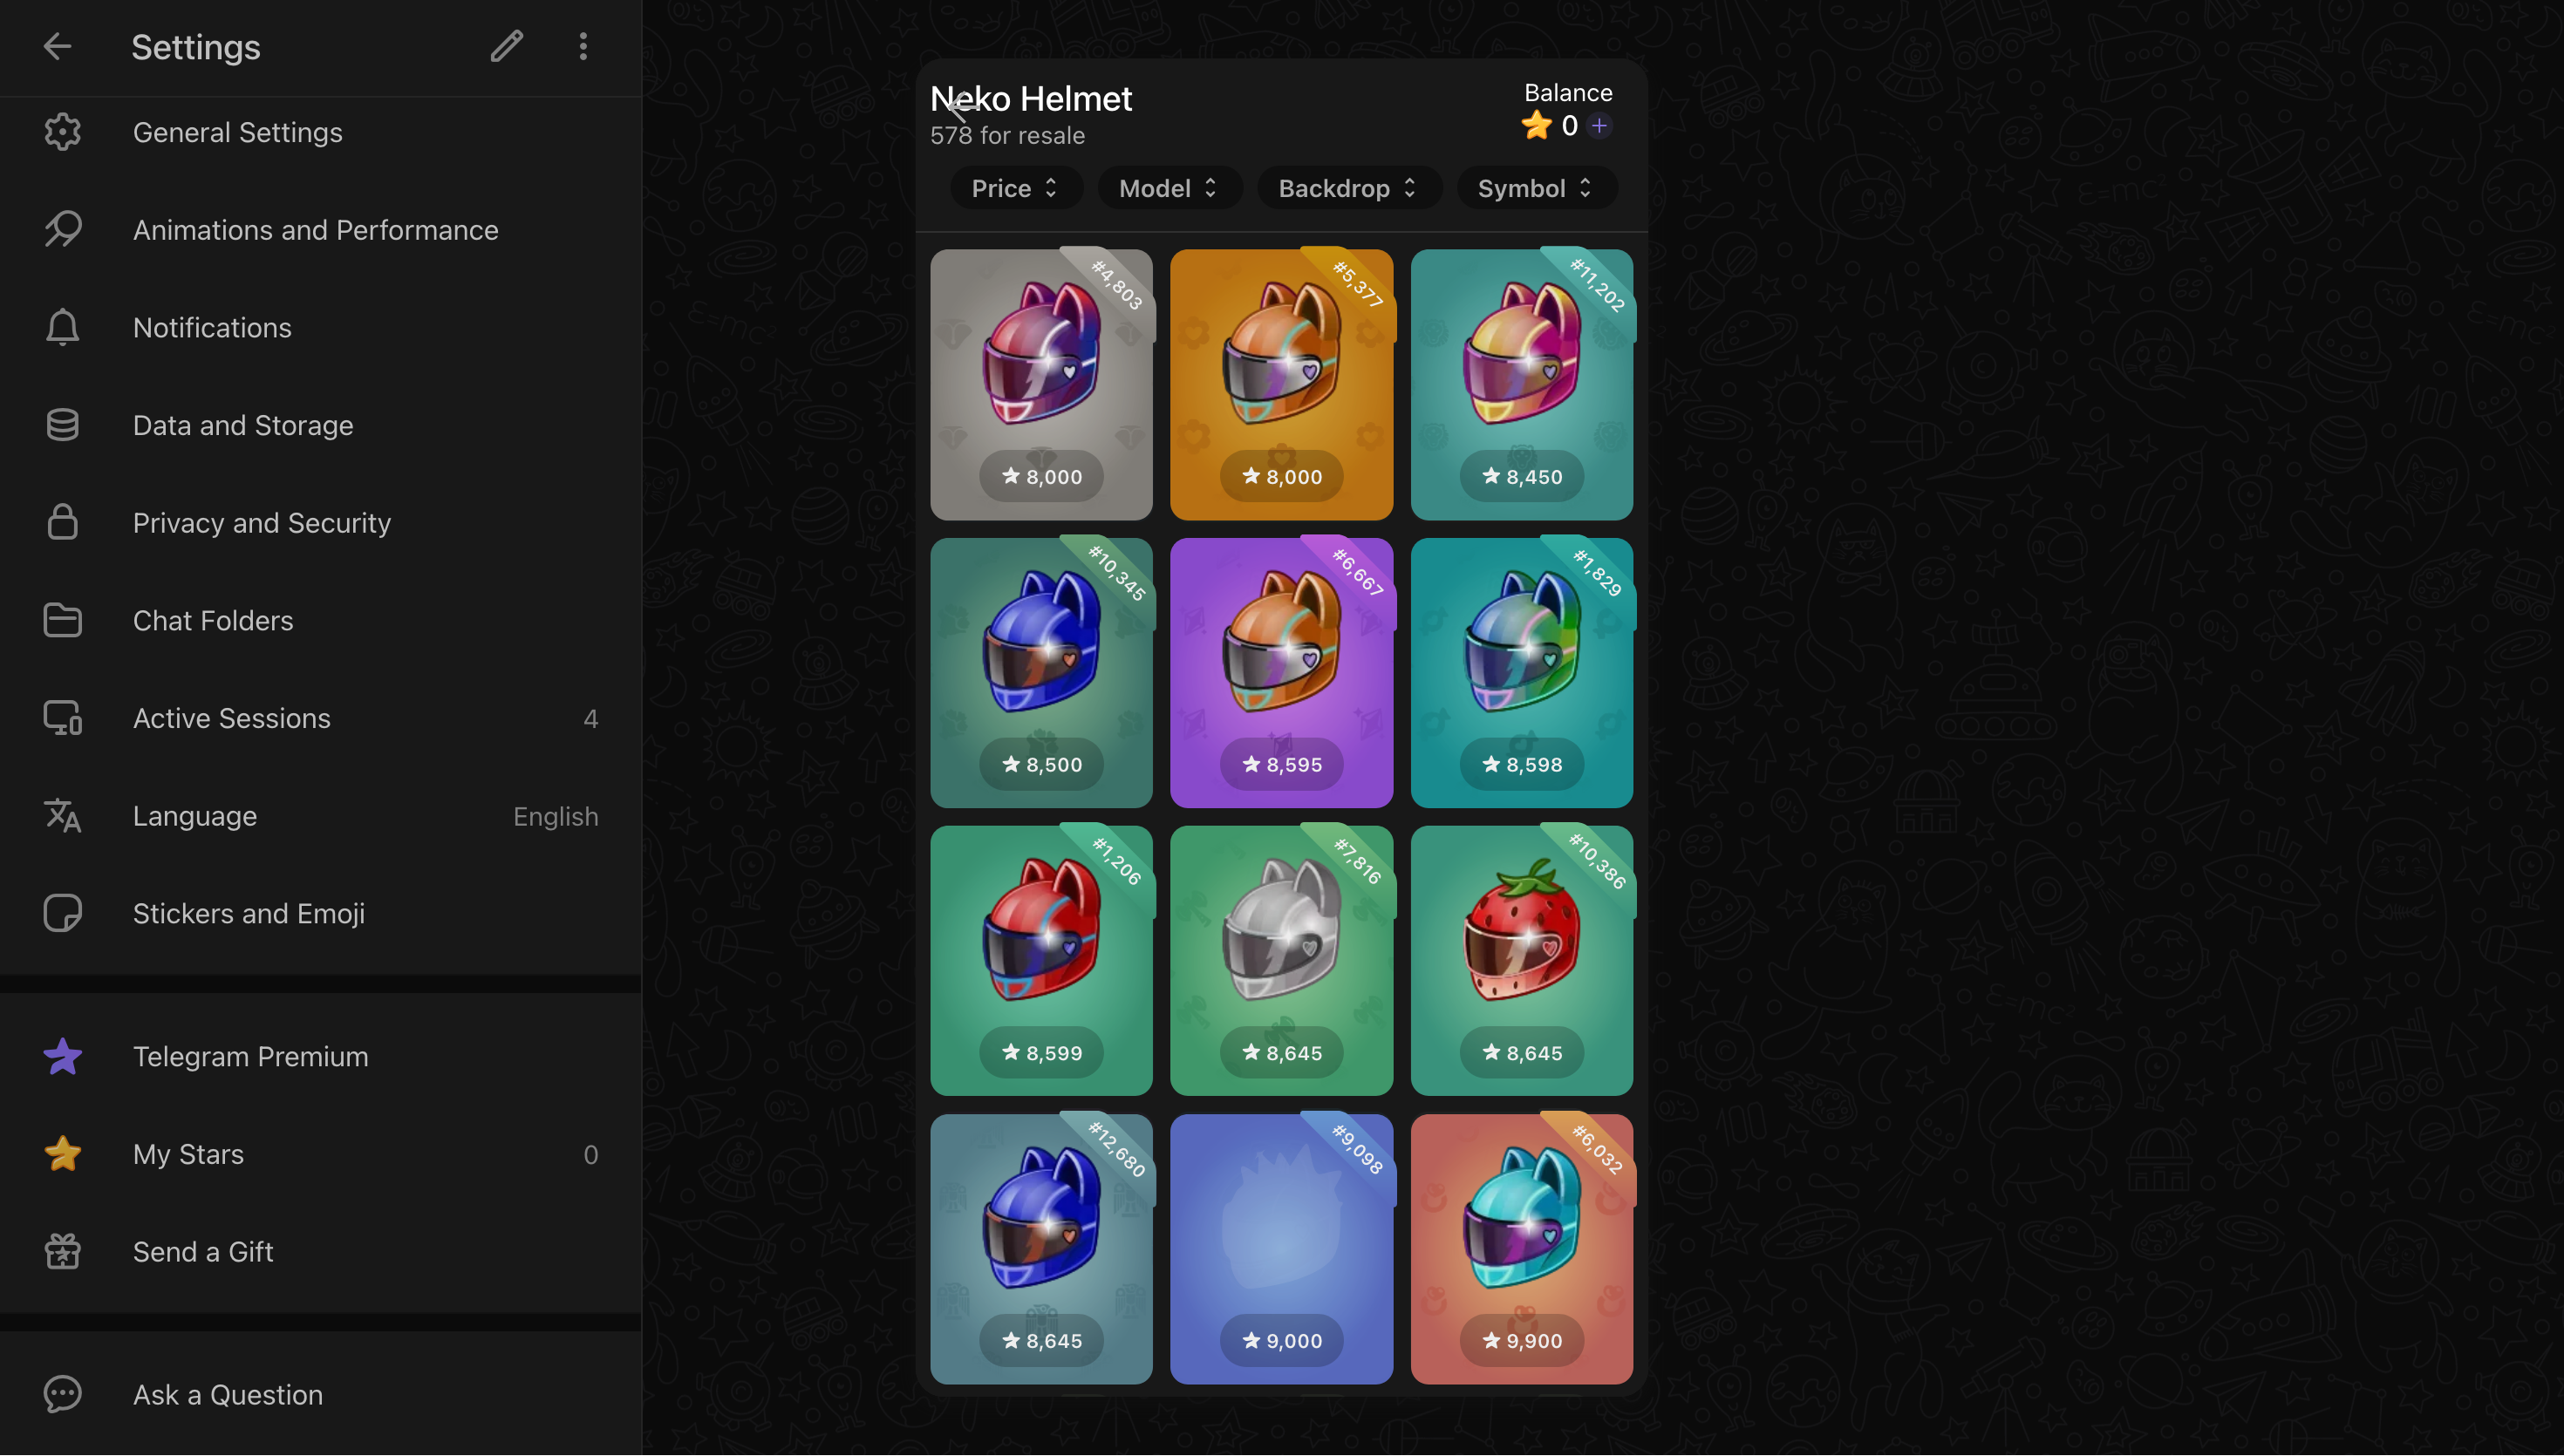 Settings
General Settings
Animations and Performance
Notifications
Data and Storage
Privacy and Security
Chat Folders
Active Sessions 4
Language English
Stickers and Emoji
Telegram Premium
My Stars 0
Send a Gift
Ask a Question
Neko Helmet
578 for resale
Balance
0 +
Price
Model
Backdrop
Symbol
#4,803
8,000
#5,377
8,000
#11,202
8,450
#10,345
8,500
#6,667
8,595
#1,829
8,598
#1,206
8,599
#7,816
8,645
#10,386
8,645
#12,680
8,645
#9,098
9,000
#6,032
9,900